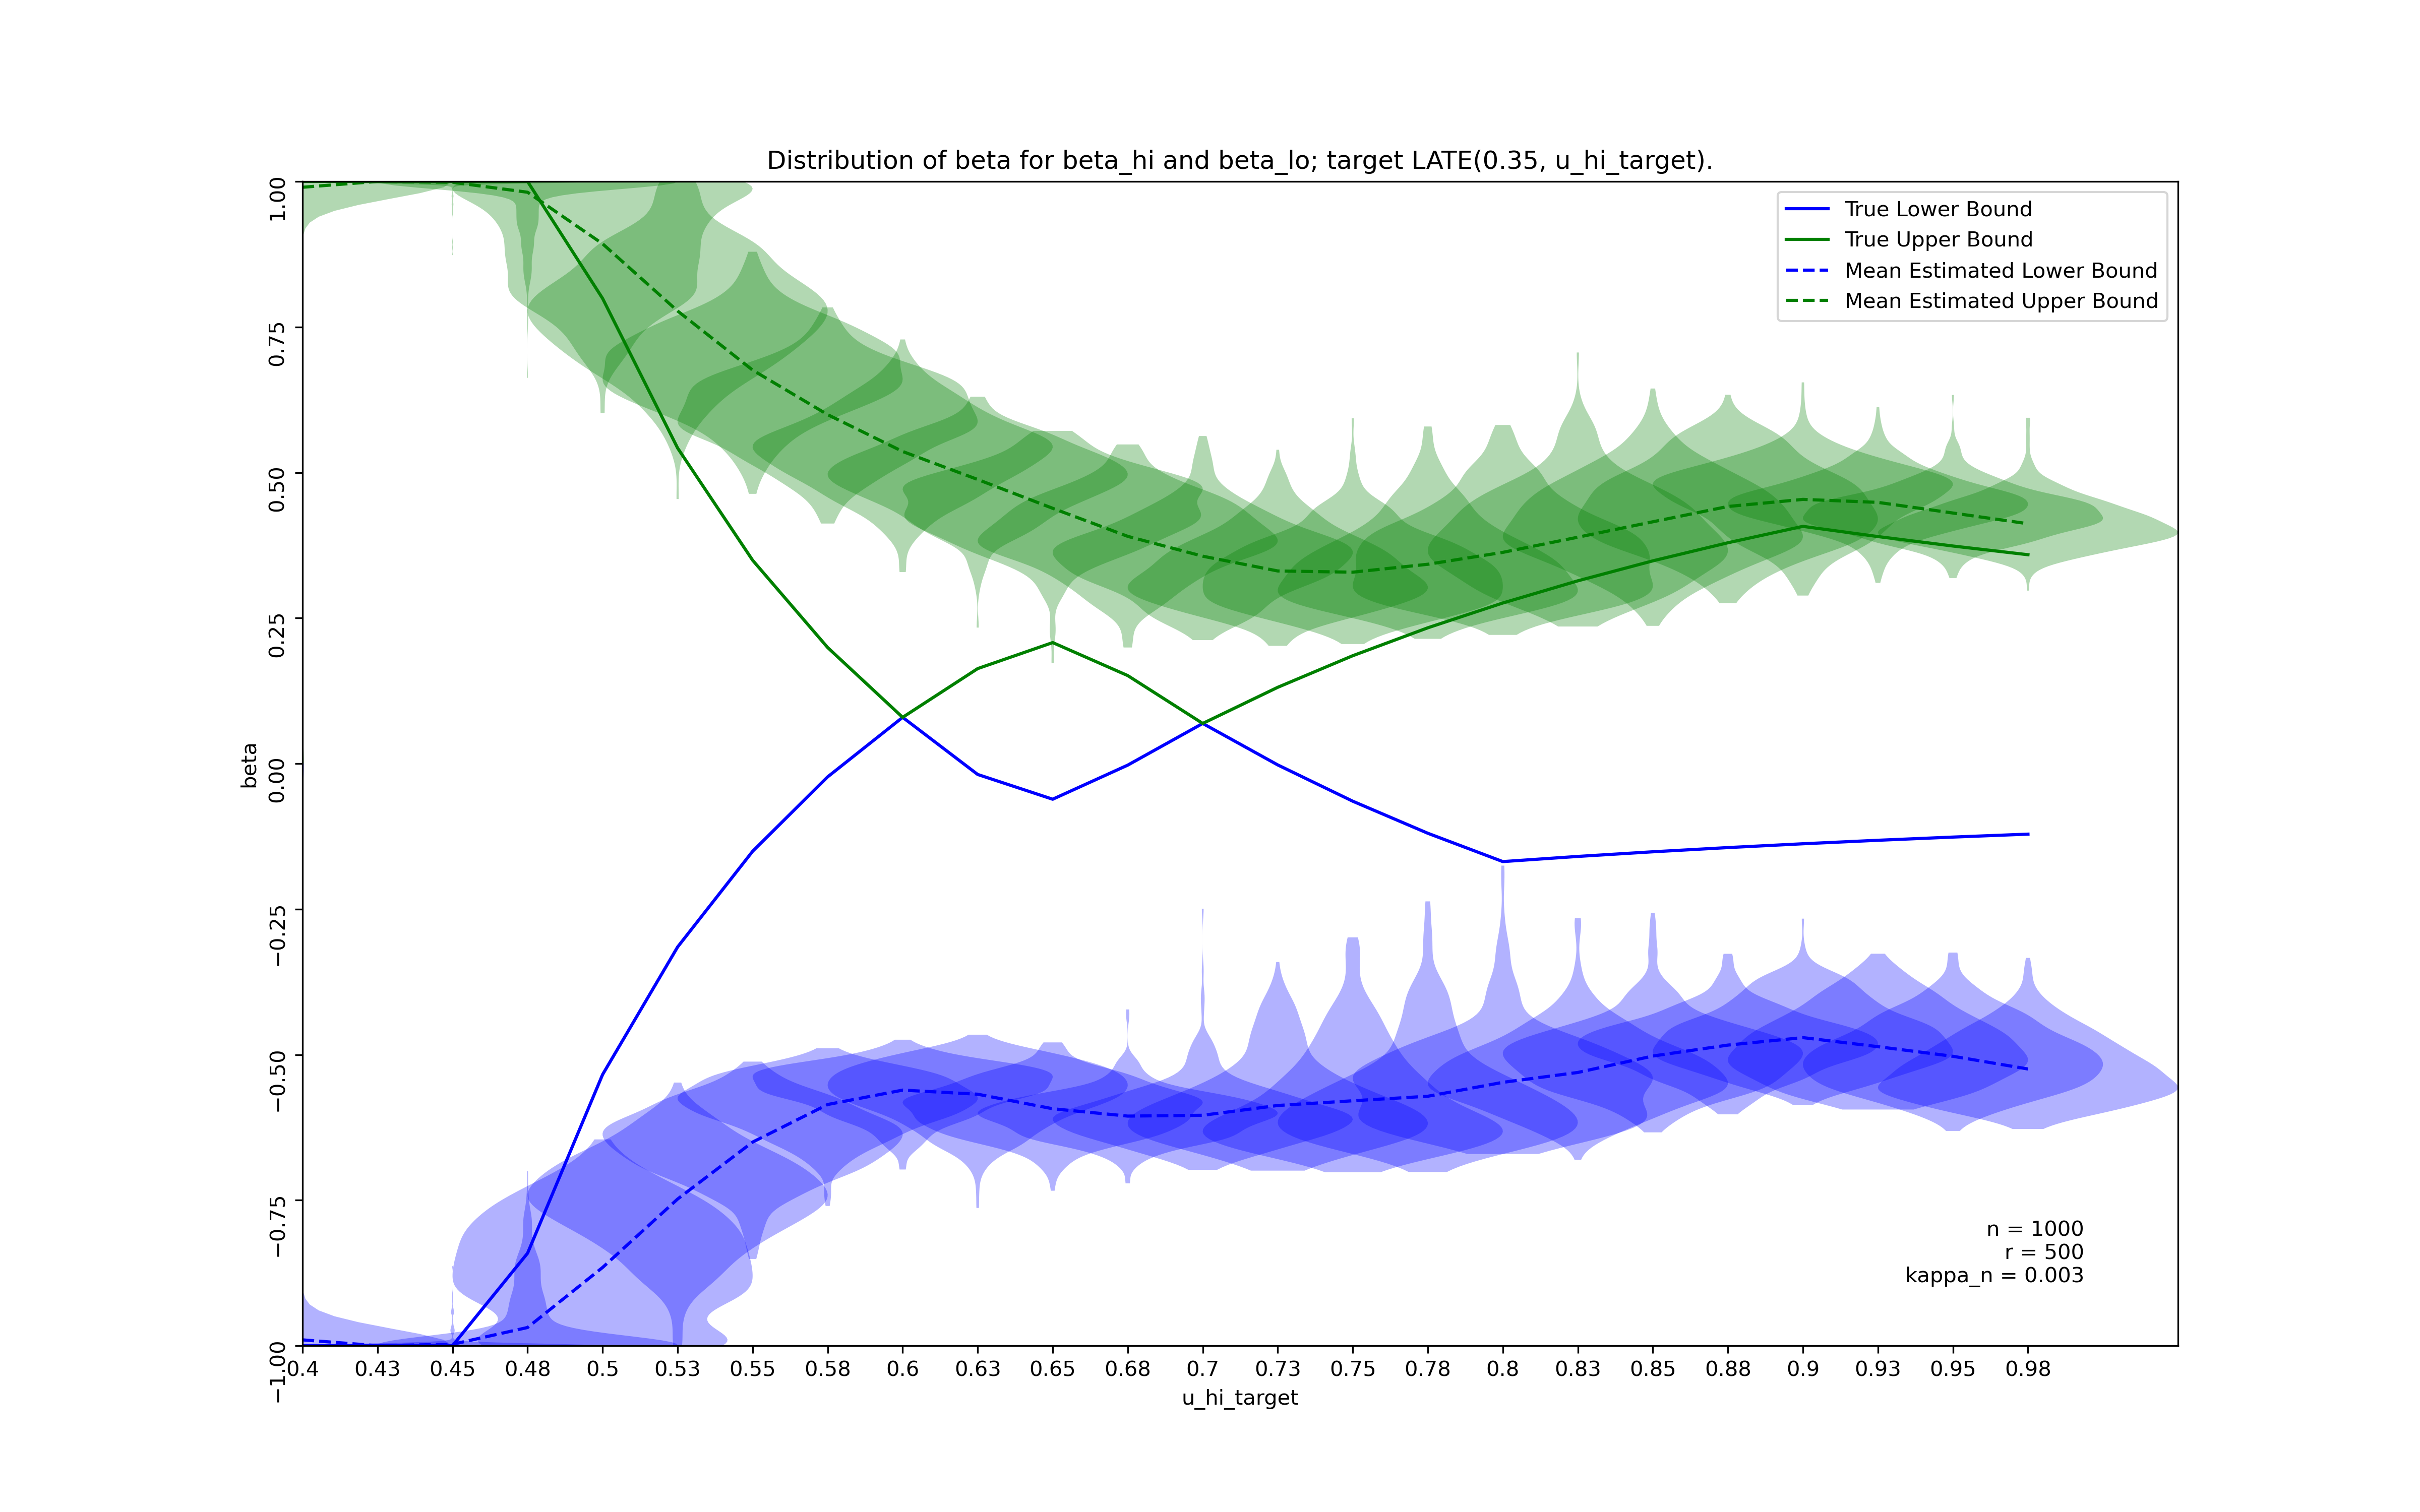 Distribution of beta for beta_hi and beta_lo; target LATE(0.35, u_hi_target).
True Lower Bound
True Upper Bound
Mean Estimated Lower Bound
Mean Estimated Upper Bound
1.00
0.75
0.50
0.25
0.00
−0.25
−0.50
−0.75
−1.00
beta
n = 1000
r = 500
kappa_n = 0.003
0.4 0.43 0.45 0.48 0.5 0.53 0.55 0.58 0.6 0.63 0.65 0.68 0.7 0.73 0.75 0.78 0.8 0.83 0.85 0.88 0.9 0.93 0.95 0.98
u_hi_target